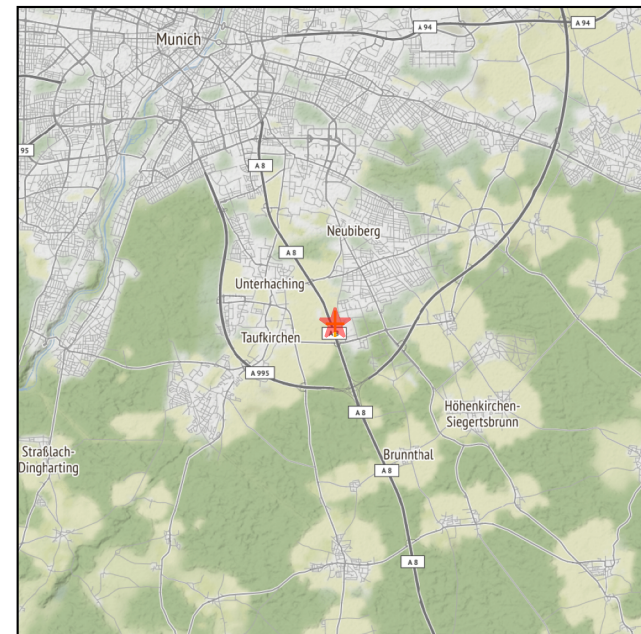 Munich
A 94
A 94
95
A 8
Neubiberg
A 8
Unterhaching
Taufkirchen
A 995
A 8
Höhenkirchen-
Siegertsbrunn
Straßlach-
Dingharting
Brunnthal
A 8
A 8